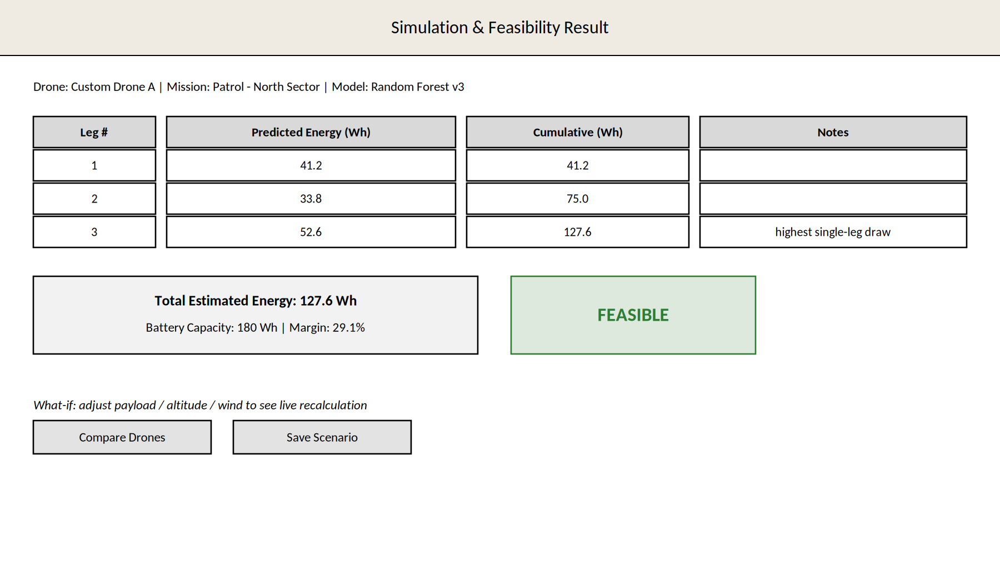 Simulation & Feasibility Result
Drone: Custom Drone A | Mission: Patrol - North Sector | Model: Random Forest v3
Leg # Predicted Energy (Wh) Cumulative (Wh) Notes
1 41.2 41.2
2 33.8 75.0
3 52.6 127.6 highest single-leg draw
Total Estimated Energy: 127.6 Wh
Battery Capacity: 180 Wh | Margin: 29.1%
FEASIBLE
What-if: adjust payload / altitude / wind to see live recalculation
Compare Drones Save Scenario